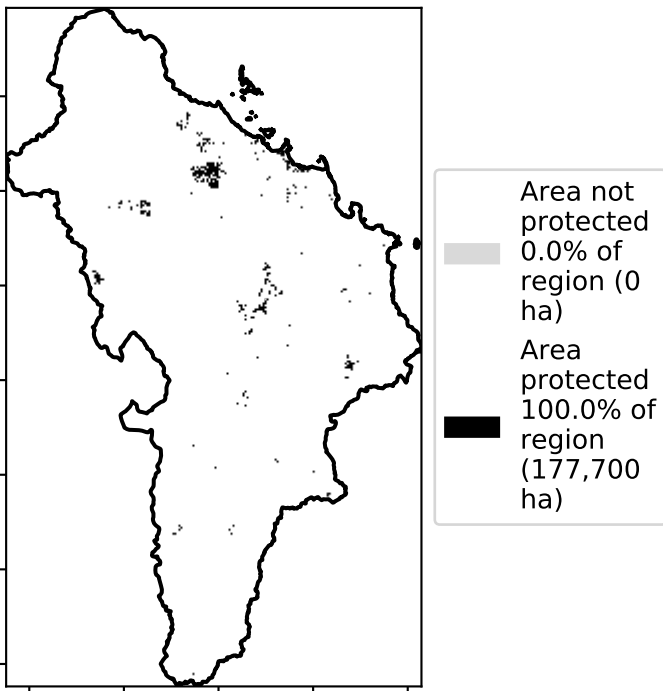 Area not
protected
0.0% of
region (0
ha)
Area
protected
100.0% of
region
(177,700
ha)